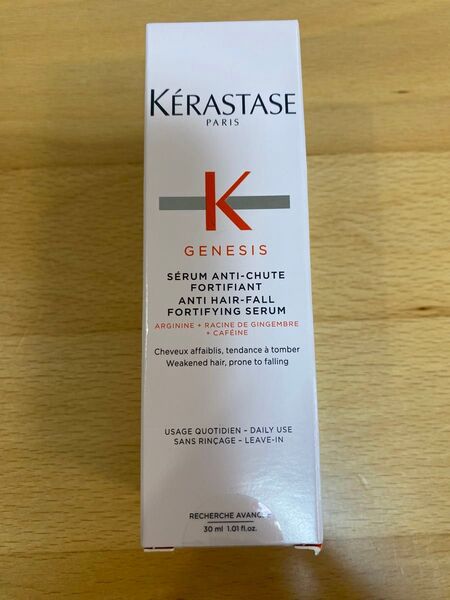 KÉRASTASE
PARIS
K
GENESIS
SÉRUM ANTI-CHUTE
FORTIFIANT
ANTI HAIR-FALL
FORTIFYING SERUM
ARGININE + RACINE DE GINGEMBRE
+ CAFÉINE
Cheveux affaiblis, tendance à tomber
Weakened hair, prone to falling
USAGE QUOTIDIEN – DAILY USE
SANS RINÇAGE – LEAVE-IN
RECHERCHE
30 ml 1.01 fl.oz.